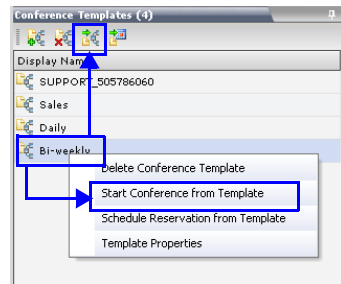 Conference Templates (4)
Display Name
SUPPORT_505786060
Sales
Daily
Bi-weekly
Delete Conference Template
Start Conference from Template
Schedule Reservation from Template
Template Properties